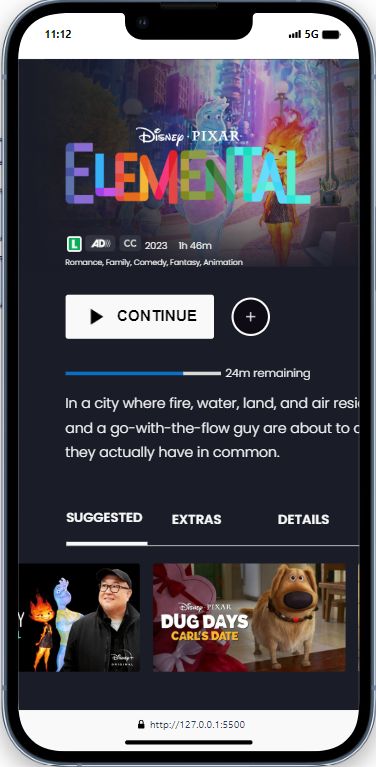 11:12
5G
Disney · PIXAR
ELEMENTAL
L AD CC 2023 1h 46m
Romance, Family, Comedy, Fantasy, Animation
CONTINUE
24m remaining
In a city where fire, water, land, and air resi
and a go-with-the-flow guy are about to
they actually have in common.
SUGGESTED EXTRAS DETAILS
Disney+
ORIGINAL
Disney · PIXAR
DUG DAYS
CARL'S DATE
http://127.0.0.1:5500